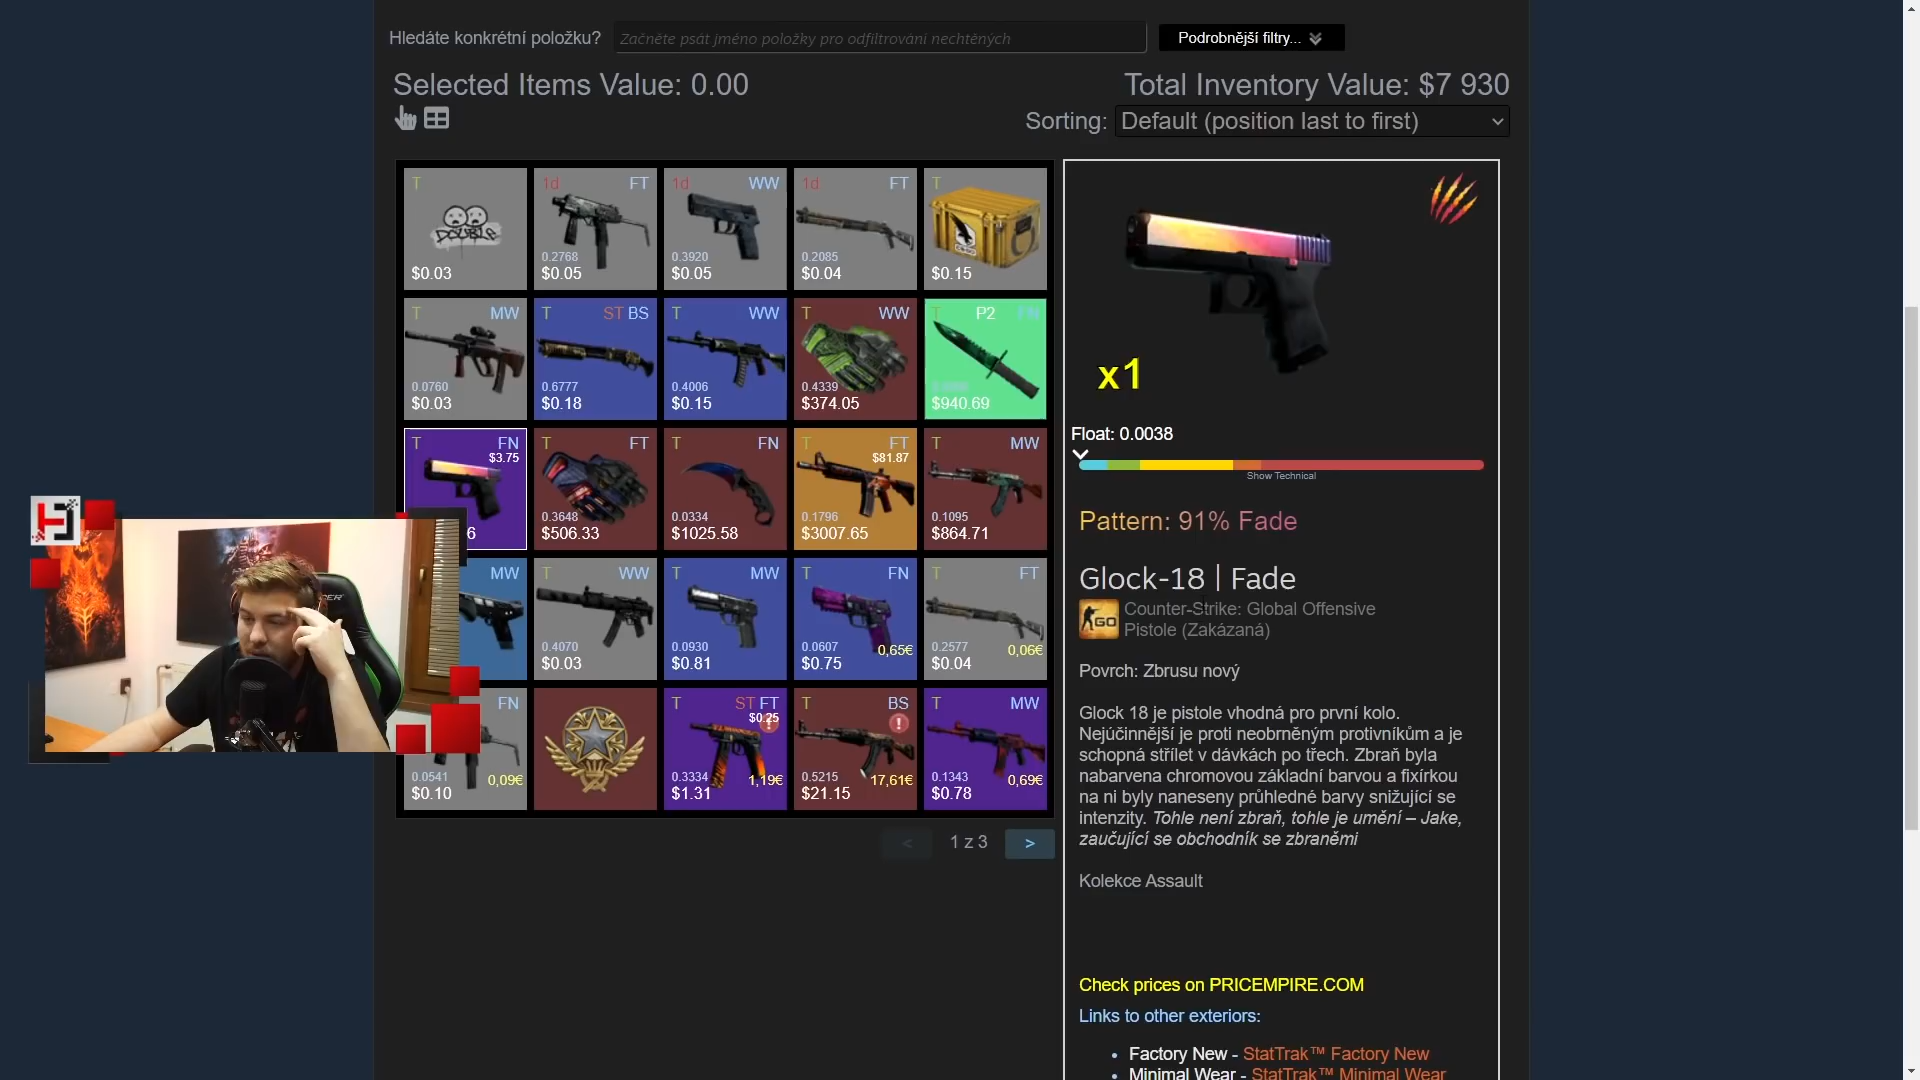 Hledáte konkrétní položku?
Začněte psát jméno položky pro odfiltrování nechtěných
Podrobnější filtry...
Selected Items Value: 0.00
Total Inventory Value: $7 930
Sorting:
Default (position last to first)
T
DOUBLE
$0.03
1d FT
0.2768
$0.05
1d WW
0.3920
$0.05
1d FT
0.2085
$0.04
T
$0.15
T MW
0.0760
$0.03
T ST BS
0.6777
$0.18
T WW
0.4006
$0.15
T WW
0.4339
$374.05
T P2 FN
$940.69
T FN
$3.75
6
T FT
0.3648
$506.33
T FN
0.0334
$1025.58
T FT
$81.87
0.1796
$3007.65
T MW
0.1095
$864.71
MW
T WW
0.4070
$0.03
T MW
0.0930
$0.81
T FN
0.0607
0,65€
$0.75
T FT
0.2577
0,06€
$0.04
FN
0.0541
0,09€
$0.10
T ST FT
$0.25
0.3334
1,19€
$1.31
T BS
0.5215
17,61€
$21.15
T MW
0.1343
0,69€
$0.78
< 1 z 3 >
x1
Float: 0.0038
Show Technical
Pattern: 91% Fade
Glock-18 | Fade
GO
Counter-Strike: Global Offensive
Pistole (Zakázaná)
Povrch: Zbrusu nový
Glock 18 je pistole vhodná pro první kolo.
Nejúčinnější je proti neobrněným protivníkům a je
schopná střílet v dávkách po třech. Zbraň byla
nabarvena chromovou základní barvou a fixírkou
na ni byly naneseny průhledné barvy snižující se
intenzity. Tohle není zbraň, tohle je umění – Jake,
zaučující se obchodník se zbraněmi
Kolekce Assault
Check prices on PRICEMPIRE.COM
Links to other exteriors:
Factory New - StatTrak™ Factory New
Minimal Wear - StatTrak™ Minimal Wear